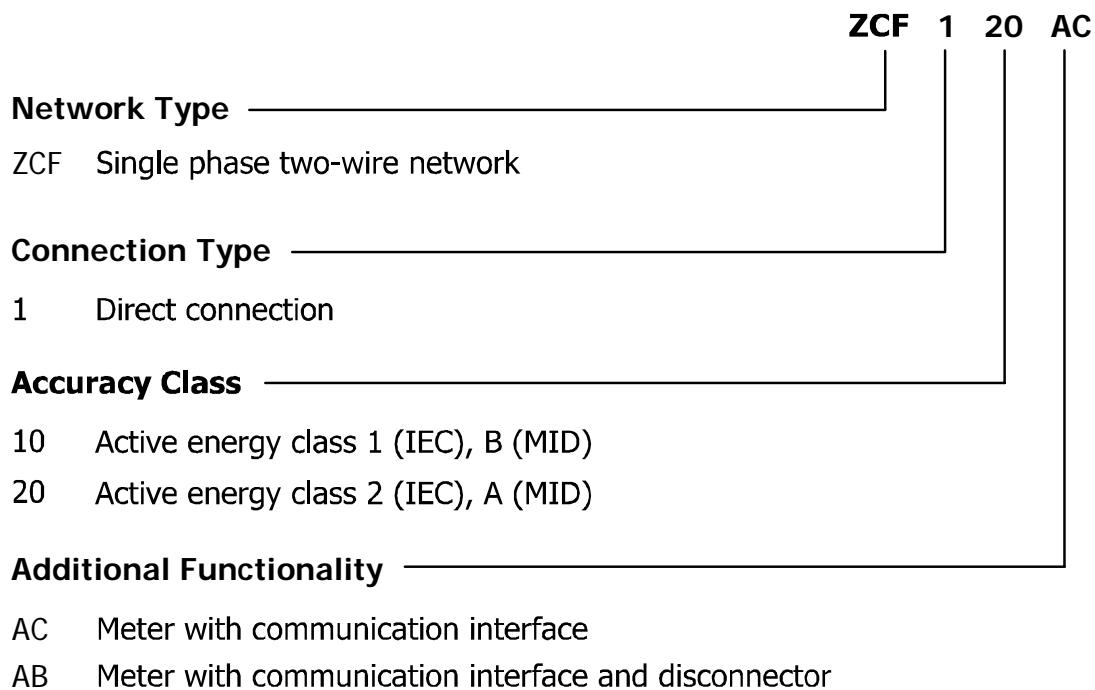 ZCF 1 20 AC
Network Type
ZCF Single phase two-wire network
Connection Type
1 Direct connection
Accuracy Class
10 Active energy class 1 (IEC), B (MID)
20 Active energy class 2 (IEC), A (MID)
Additional Functionality
AC Meter with communication interface
AB Meter with communication interface and disconnector